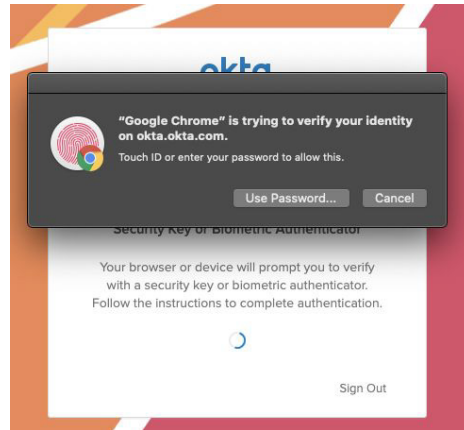 okta
“Google Chrome” is trying to verify your identity
on okta.okta.com.
Touch ID or enter your password to allow this.
Use Password... Cancel
Security Key or Biometric Authenticator
Your browser or device will prompt you to verify
with a security key or biometric authenticator.
Follow the instructions to complete authentication.
Sign Out